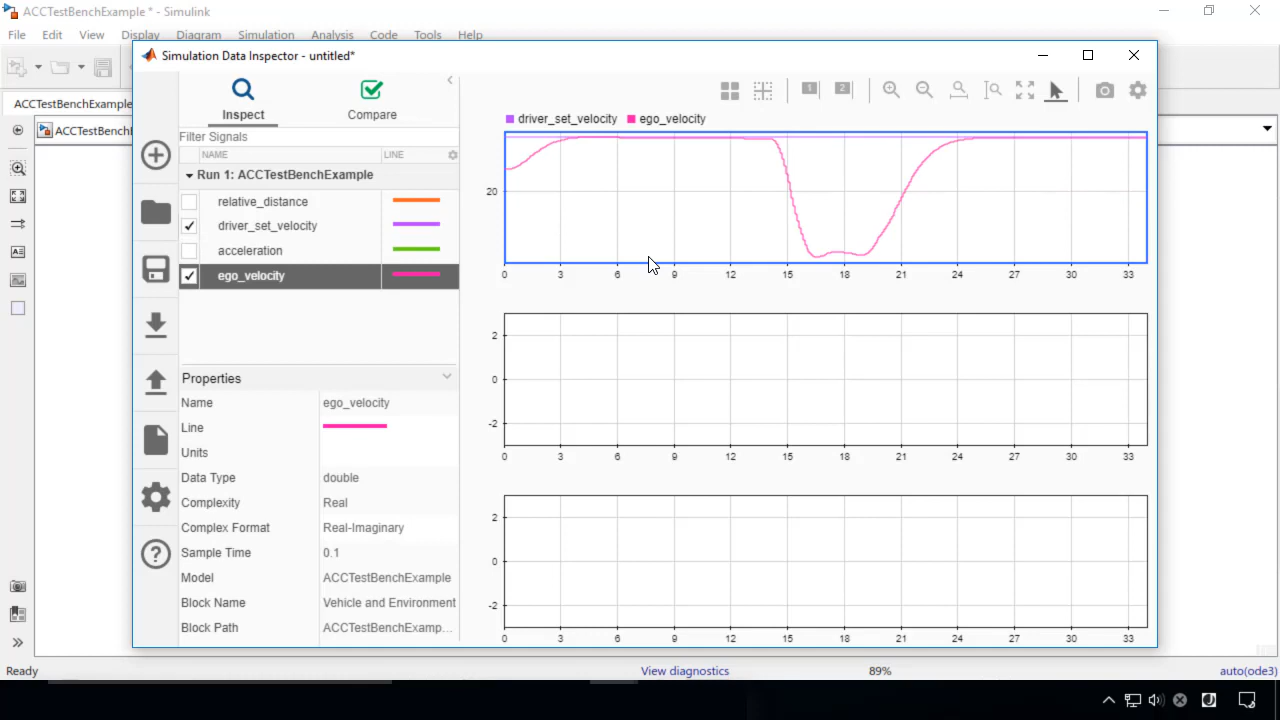 ACCTestBenchExample * - Simulink
File Edit View Display Diagram Simulation Analysis Code Tools Help
Simulation Data Inspector - untitled*
ACCTestBenchExample
ACCTestBenchE
Inspect Compare
Filter Signals
NAME LINE
Run 1: ACCTestBenchExample
relative_distance
driver_set_velocity
acceleration
ego_velocity
Properties
Name ego_velocity
Line
Units
Data Type double
Complexity Real
Complex Format Real-Imaginary
Sample Time 0.1
Model ACCTestBenchExample
Block Name Vehicle and Environment
Block Path ACCTestBenchExamp...
1 2
driver_set_velocity ego_velocity
20
0 3 6 9 12 15 18 21 24 27 30 33
2
0
-2
0 3 6 9 12 15 18 21 24 27 30 33
2
0
-2
0 3 6 9 12 15 18 21 24 27 30 33
Ready View diagnostics 89% auto(ode3)